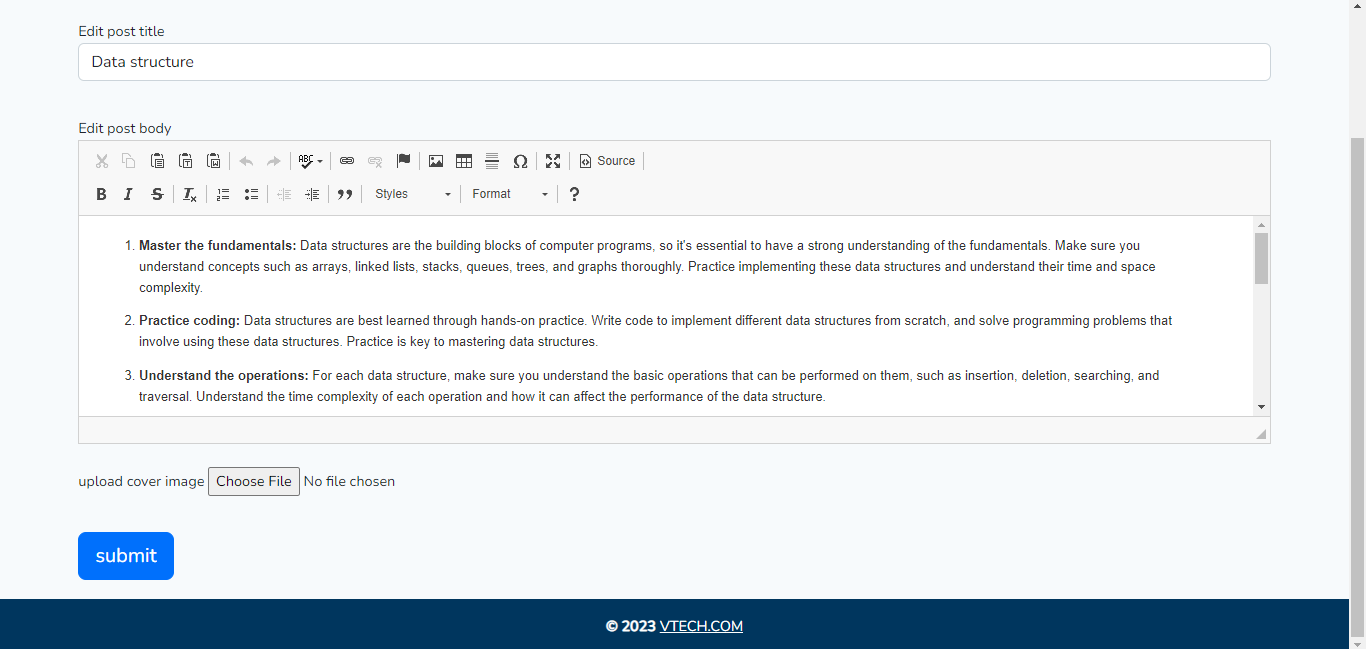 Edit post title
Data structure
Edit post body
ABC
Ω
Source
B I S Tx
Styles
Format
?
1. Master the fundamentals: Data structures are the building blocks of computer programs, so it's essential to have a strong understanding of the fundamentals. Make sure you
understand concepts such as arrays, linked lists, stacks, queues, trees, and graphs thoroughly. Practice implementing these data structures and understand their time and space
complexity.
2. Practice coding: Data structures are best learned through hands-on practice. Write code to implement different data structures from scratch, and solve programming problems that
involve using these data structures. Practice is key to mastering data structures.
3. Understand the operations: For each data structure, make sure you understand the basic operations that can be performed on them, such as insertion, deletion, searching, and
traversal. Understand the time complexity of each operation and how it can affect the performance of the data structure.
upload cover image Choose File No file chosen
submit
© 2023 VTECH.COM